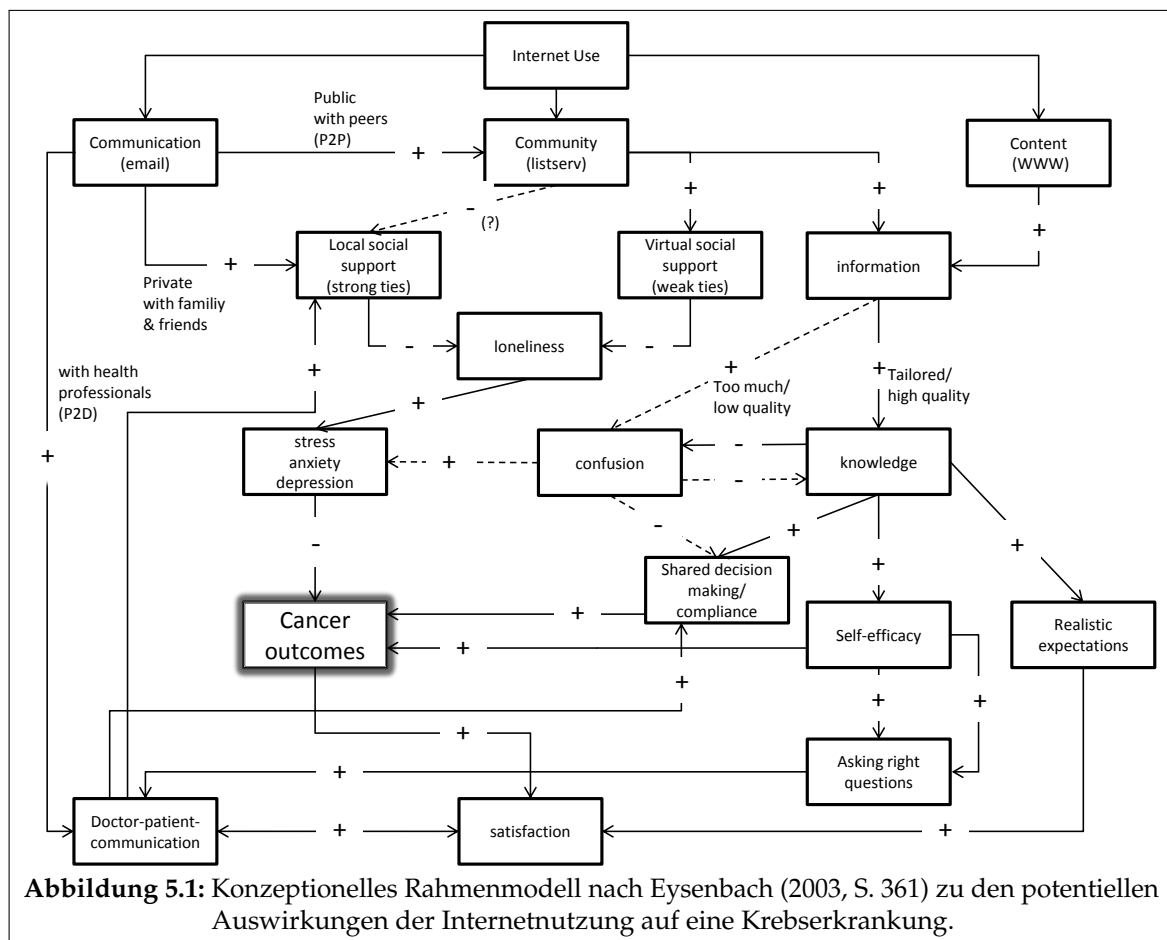 Internet Use
Public
with peers
(P2P)
Communication
(email)
+
Community
(listserv)
Content
(WWW)
-
(?)
+
+
+
Local social
support
(strong ties)
Virtual social
support
(weak ties)
information
+
Private
with familiy
& friends
-
loneliness
-
+
with health
professionals
(P2D)
+
+
Too much/
low quality
+
Tailored/
high quality
+
+
stress
anxiety
depression
+
confusion
-
-
knowledge
-
-
+
+
+
Shared decision
making/
compliance
Cancer
outcomes
+
+
Self-efficacy
Realistic
expectations
+
+
+
+
+
Asking right
questions
Doctor-patient-
communication
+
satisfaction
+
Abbildung 5.1: Konzeptionelles Rahmenmodell nach Eysenbach (2003, S. 361) zu den potentiellen
Auswirkungen der Internetnutzung auf eine Krebserkrankung.